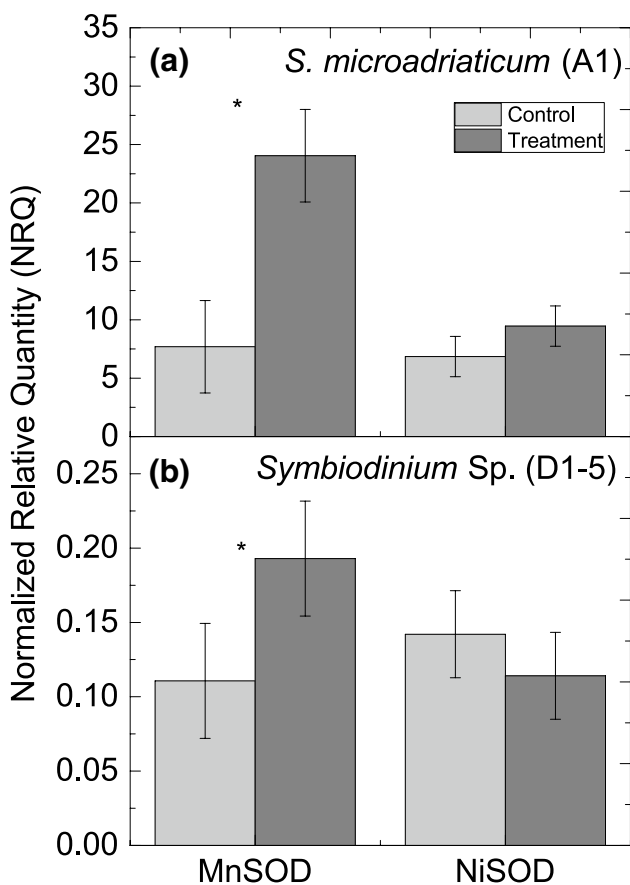 Normalized Relative Quantity (NRQ)
(a)
S. microadriaticum (A1)
Control
Treatment
*
35
30
25
20
15
10
5
0
(b)
Symbiodinium Sp. (D1-5)
*
0.25
0.20
0.15
0.10
0.05
0.00
MnSOD NiSOD